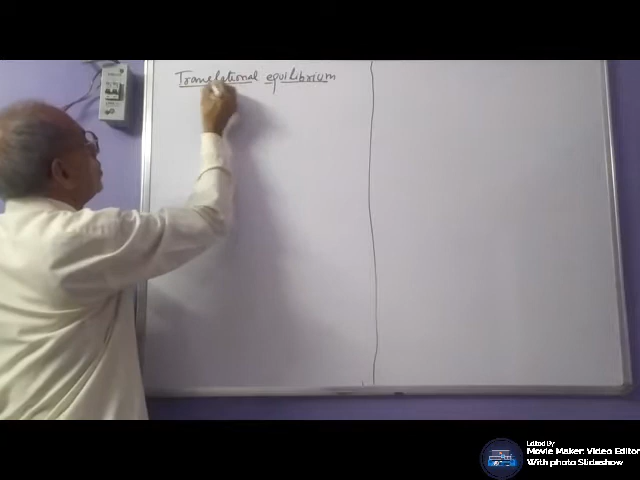 Translational equilibrium
Edited By
Movie Maker: Video Editor
With photo Slideshow